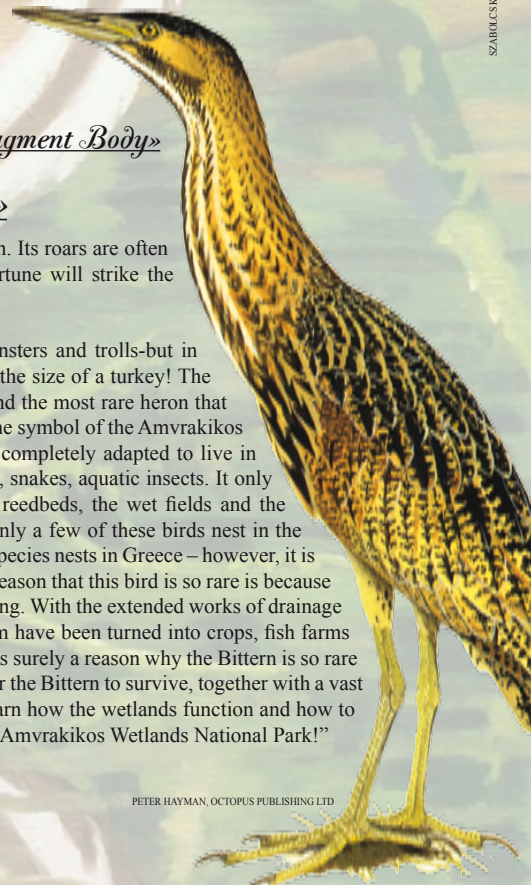 SZABOLCS K
agment Body»
»
n. Its roars are often
ortune will strike the
nsters and trolls-but in
the size of a turkey! The
nd the most rare heron that
he symbol of the Amvrakikos
completely adapted to live in
, snakes, aquatic insects. It only
reedbeds, the wet fields and the
nly a few of these birds nest in the
pecies nests in Greece – however, it is
eason that this bird is so rare is because
ng. With the extended works of drainage
m have been turned into crops, fish farms
s surely a reason why the Bittern is so rare
r the Bittern to survive, together with a vast
arn how the wetlands function and how to
Amvrakikos Wetlands National Park!”
PETER HAYMAN, OCTOPUS PUBLISHING LTD